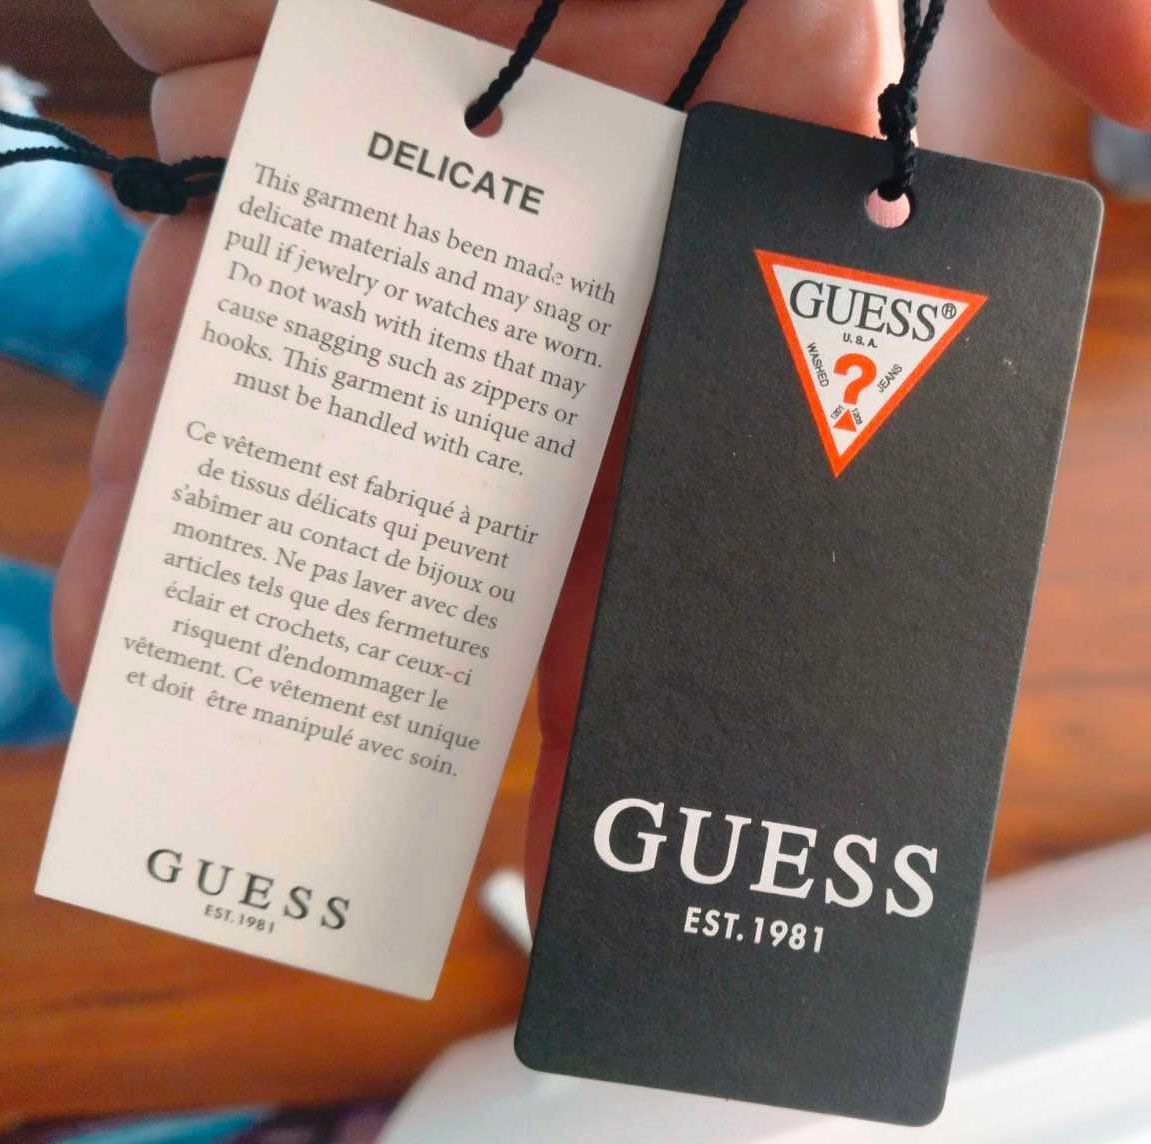 DELICATE
This garment has been made with
delicate materials and may snag or
pull if jewelry or watches are worn.
Do not wash with items that may
cause snagging such as zippers or
hooks. This garment is unique and
must be handled with care.
Ce vêtement est fabriqué à partir
de tissus délicats qui peuvent
s'abîmer au contact de bijoux ou
montres. Ne pas laver avec des
articles tels que des fermetures
éclair et crochets, car ceux-ci
risquent d'endommager le
vêtement. Ce vêtement est unique
et doit être manipulé avec soin.
GUESS
EST.1981
GUESS®
U.S.A.
WASHED
?
JEANS
GUESS
EST.1981